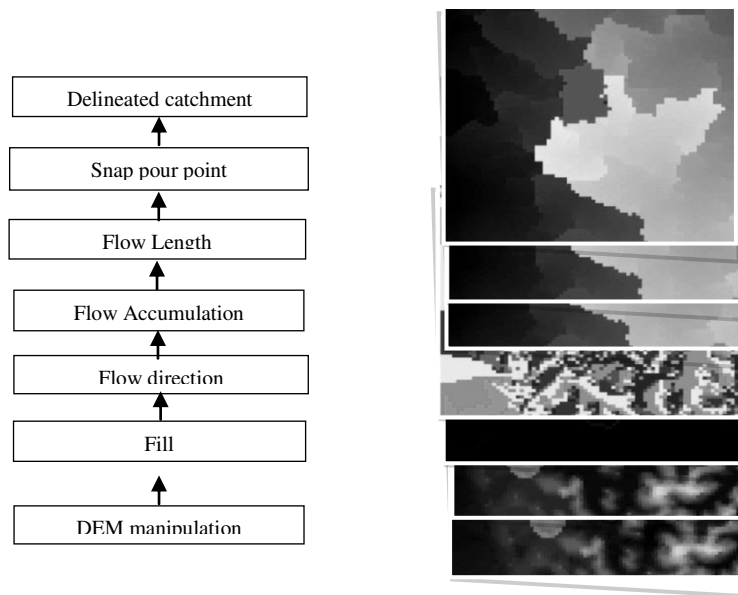 Delineated catchment
Snap pour point
Flow Length
Flow Accumulation
Flow direction
Fill
DEM manipulation